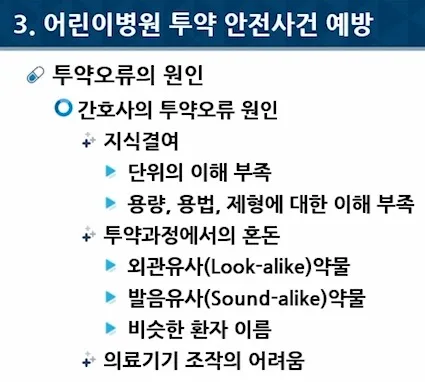 3. 어린이병원 투약 안전사건 예방
투약오류의 원인
간호사의 투약오류 원인
지식결여
단위의 이해 부족
용량, 용법, 제형에 대한 이해 부족
투약과정에서의 혼돈
외관유사(Look-alike)약물
발음유사(Sound-alike)약물
비슷한 환자 이름
의료기기 조작의 어려움